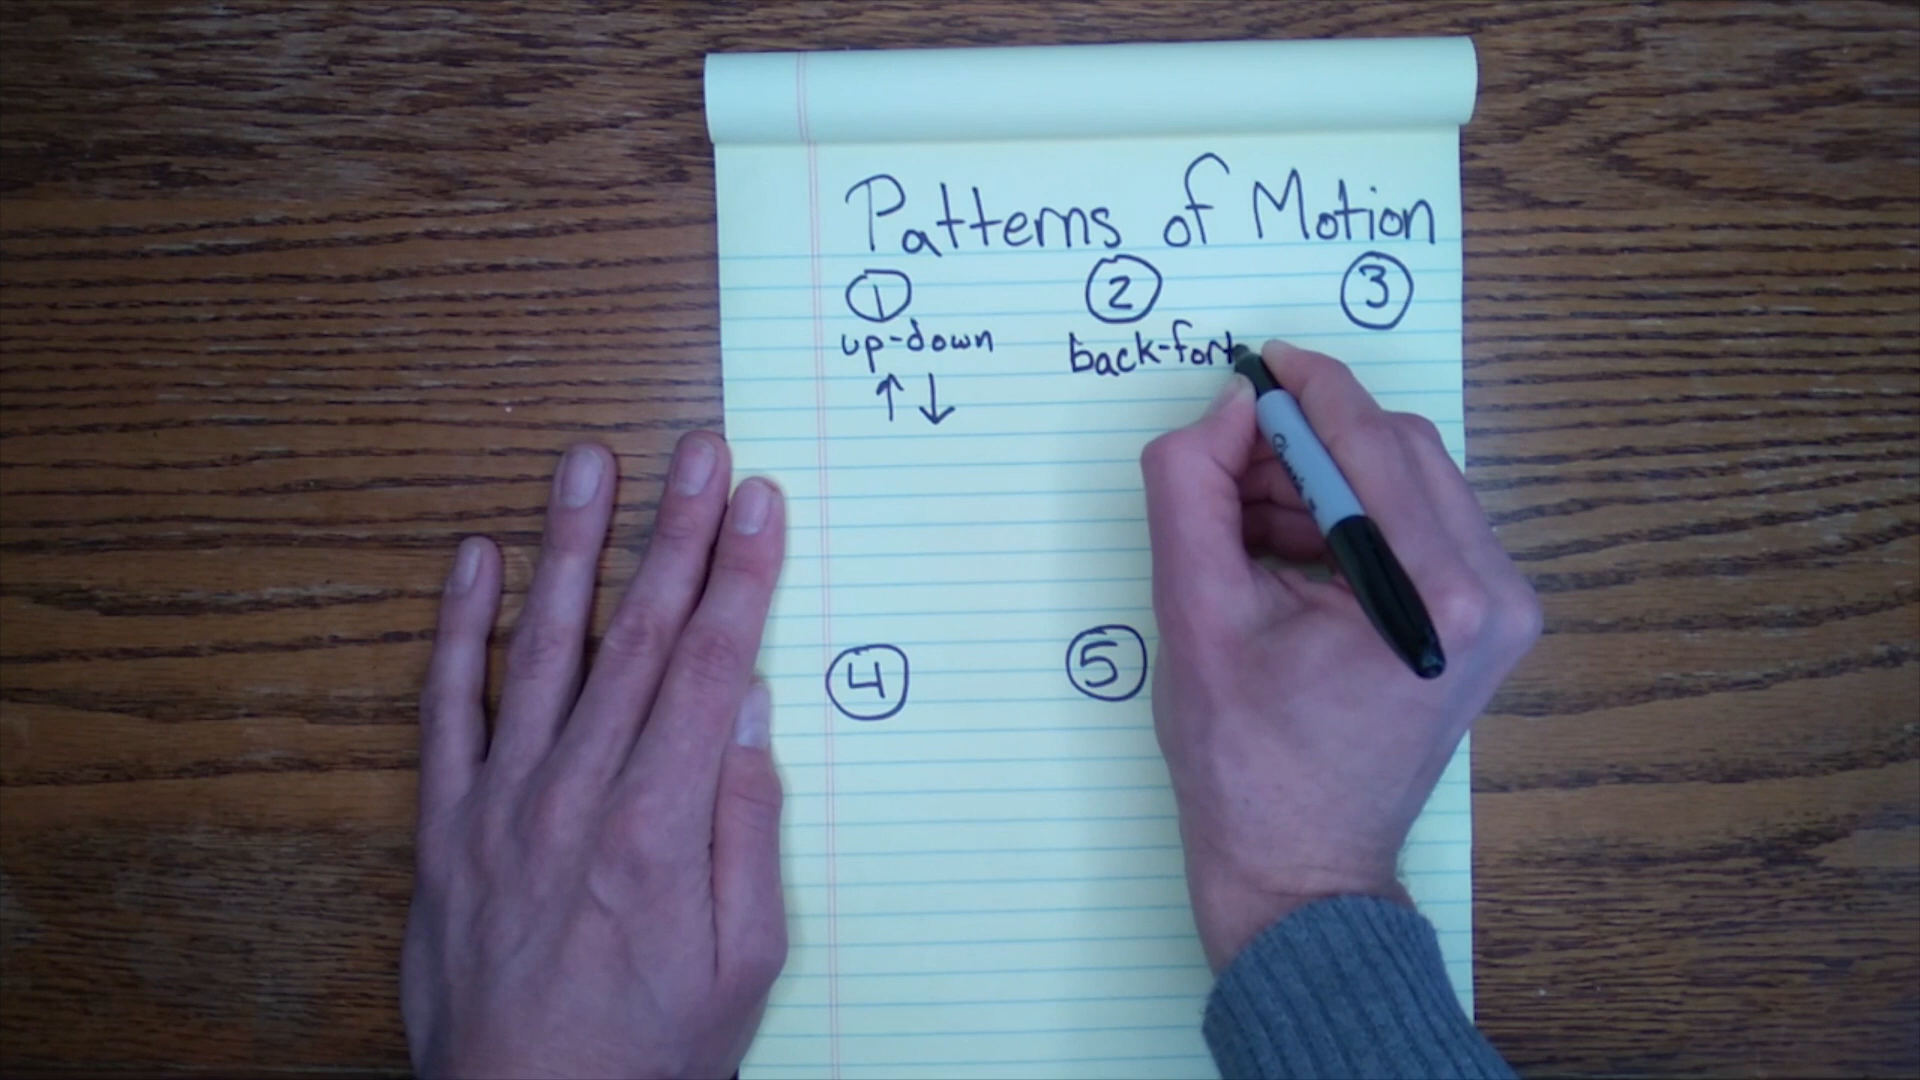 Patterns of Motion
1 2 3
up-down back-fort
↑ ↓
4 5